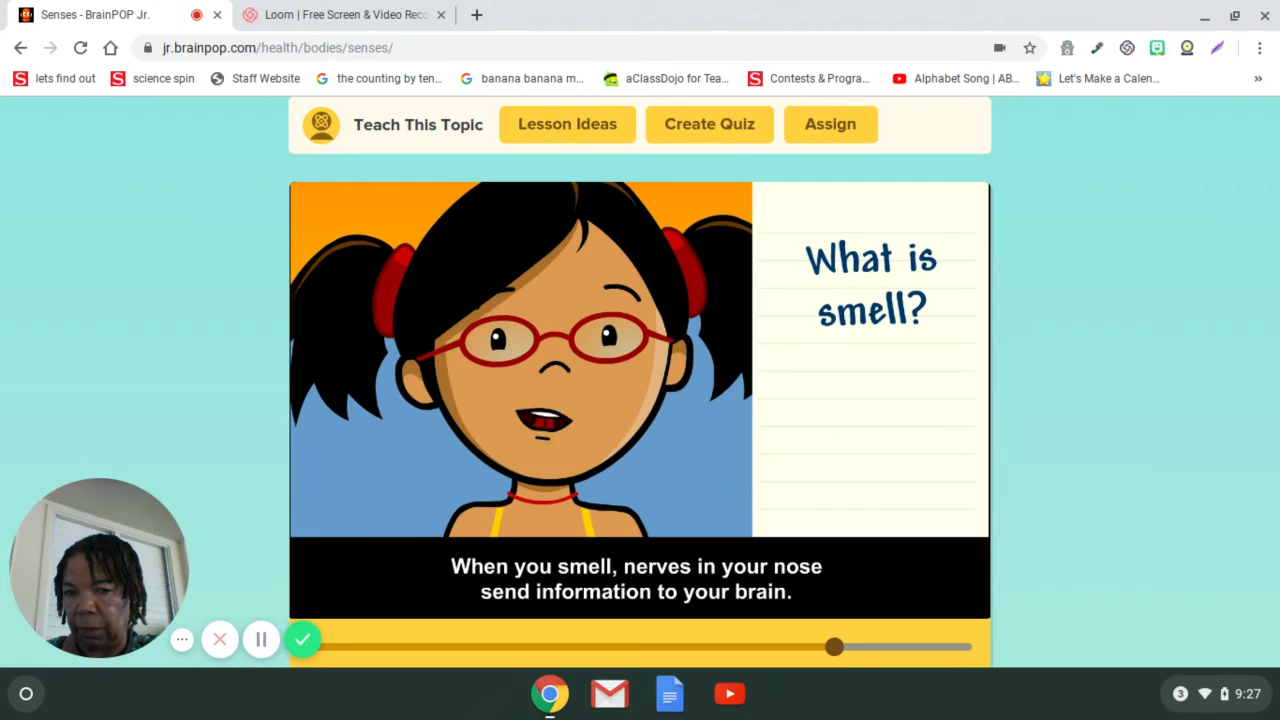 Senses - BrainPOP Jr.
Loom | Free Screen & Video Reco
jr.brainpop.com/health/bodies/senses/
lets find out
science spin
Staff Website
the counting by ten...
banana banana m...
aClassDojo for Tea...
Contests & Progra...
Alphabet Song | AB...
Let's Make a Calen...
Teach This Topic
Lesson Ideas
Create Quiz
Assign
What is
smell?
When you smell, nerves in your nose
send information to your brain.
3
9:27